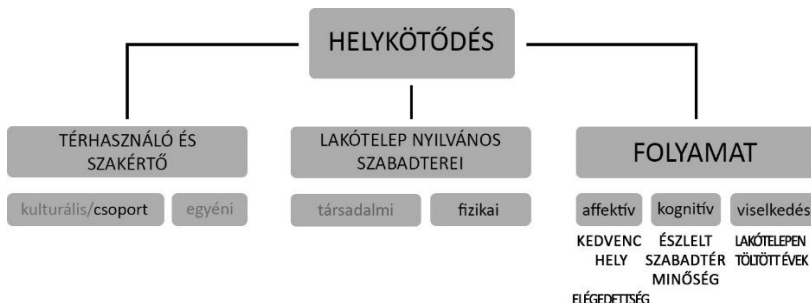 HELYKÖTŐDÉS
TÉRHASZNÁLÓ ÉS
SZAKÉRTŐ
kulturális/csoport
egyéni
LAKÓTELEP NYILVÁNOS
SZABADTEREI
társadalmi
fizikai
FOLYAMAT
affektív
kognitív
viselkedés
KEDVENC
HELY
ELÉGEDETTSÉG
ÉSZLELT
SZABADTÉR
MINŐSÉG
LAKÓTELEPEN
TÖLTÖTT ÉVEK